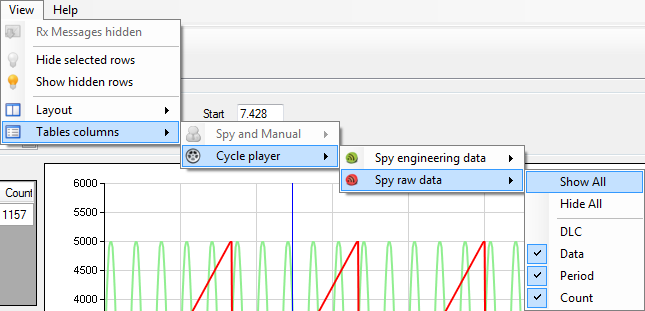 View Help
Rx Messages hidden
Hide selected rows
Show hidden rows
Layout
Tables columns
Start 7.428
Spy and Manual
Cycle player
Spy engineering data
Spy raw data
Show All
Hide All
DLC
Data
Period
Count
Count
1157
6000
5500
5000
4500
4000